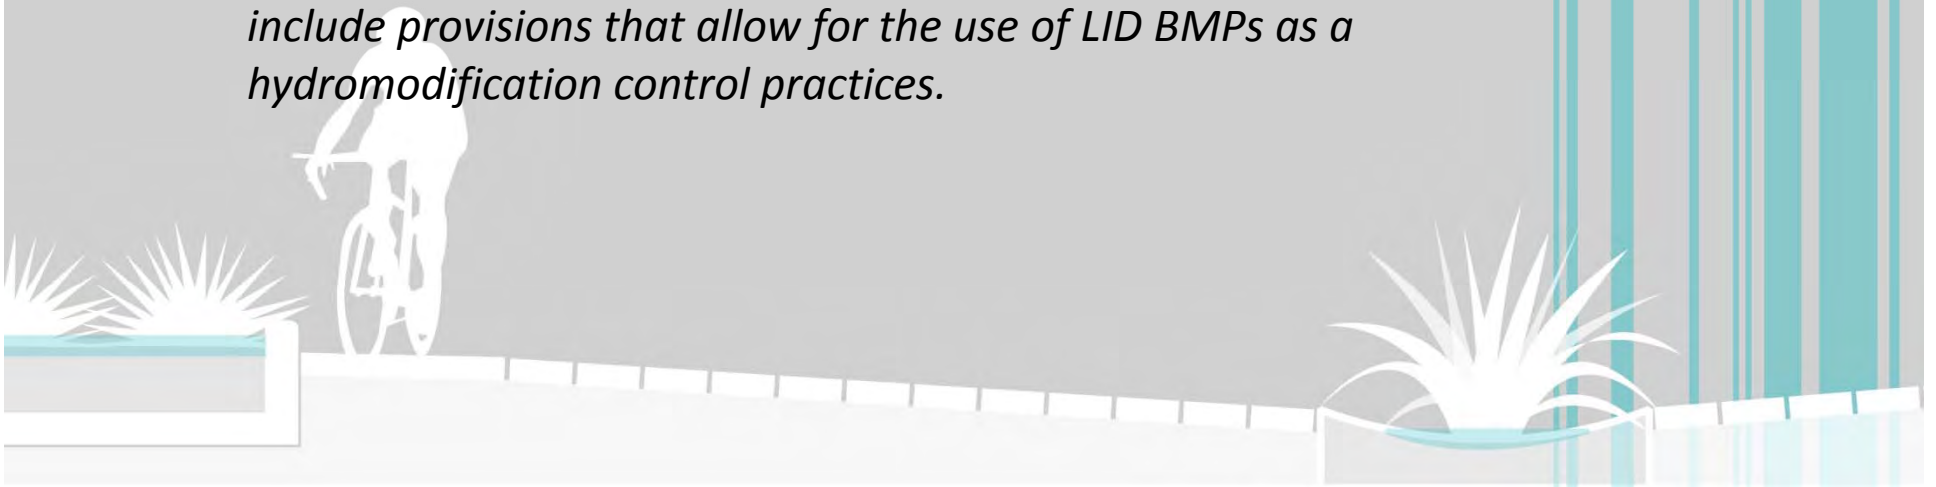 include provisions that allow for the use of LID BMPs as a
hydromodification control practices.